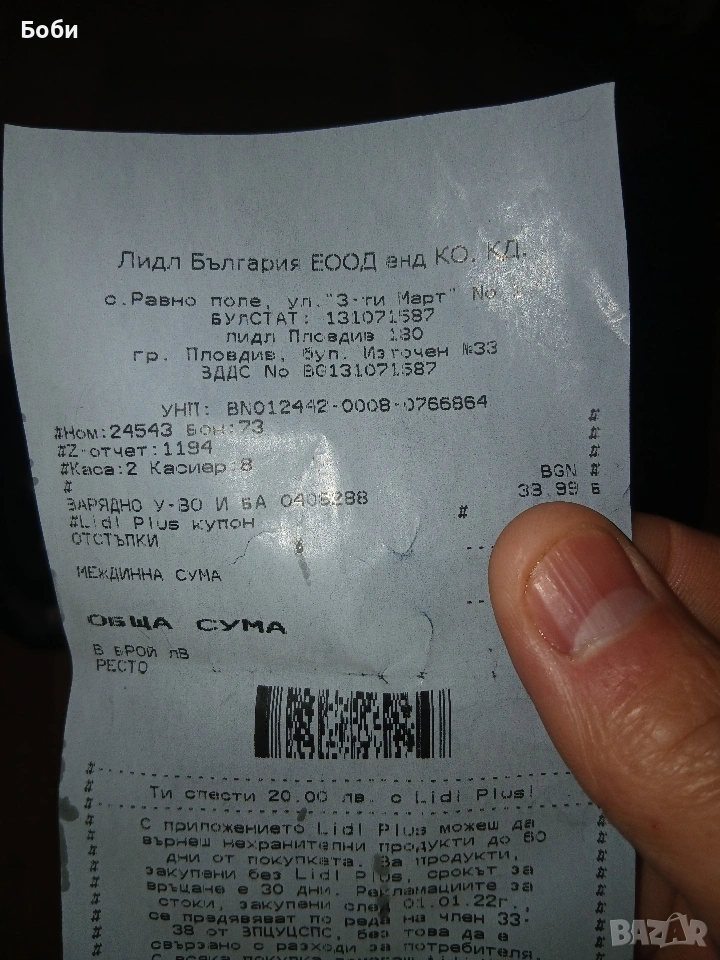 Боби
Лидл България ЕООД енд КО. КД.
с.Равно поле, ул."3-ти Март" No 1
БУЛСТАТ: 131071587
Лидл Пловдив 130
гр. Пловдив, бул. Източен №33
ЗДДС No BG131071587
УНП: BN012442-0008-0766864
#Ном:24543 Бон:73 #
#Z-отчет:1194 #
#Каса:2 Касиер:8 #
# BGN #
ЗАРЯДНО У-ВО И БА 0406288 33.99 Б
#Lidl Plus купон #
ОТСТЪПКИ
МЕЖДИННА СУМА
ОБЩА СУМА
В БРОЙ лВ
РЕСТО
Ти спести 20.00 лв. с Lidl Plus!
С приложението Lidl Plus можеш да
върнеш нехранителни продукти до 60
дни от покупката. За продукти,
закупени без Lidl Plus, срокът за
връщане е 30 дни. Рекламациите за
стоки, закупени след 01.01.22г.,
се предявяват по реда на член 33-
38 от ЗПЦУЦСПС, без това да е
свързано с разходи за потребителя.
С всяка покупка
BAZAR